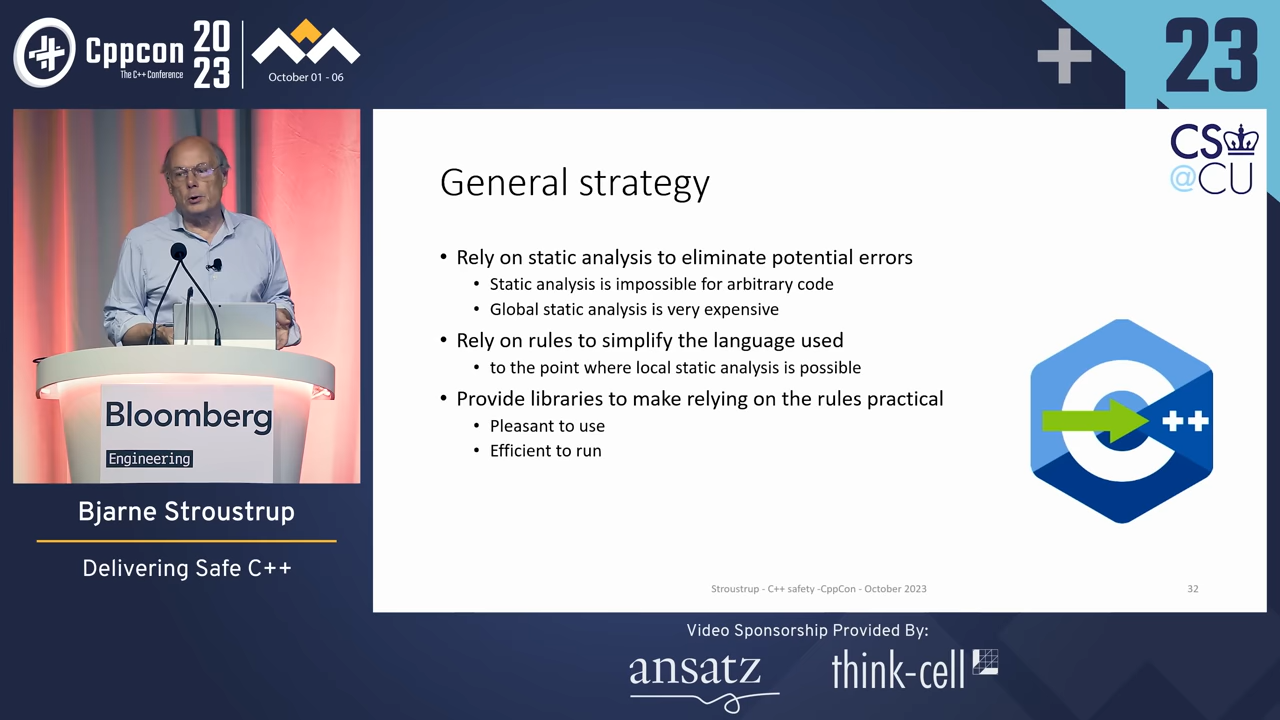 Cppcon
The C++ Conference
20
23
October 01 - 06
23
CS
@CU
General strategy
• Rely on static analysis to eliminate potential errors
• Static analysis is impossible for arbitrary code
• Global static analysis is very expensive
• Rely on rules to simplify the language used
• to the point where local static analysis is possible
• Provide libraries to make relying on the rules practical
• Pleasant to use
• Efficient to run
C++
Stroustrup - C++ safety -CppCon - October 2023
32
Bloomberg
Engineering
Bjarne Stroustrup
Delivering Safe C++
Video Sponsorship Provided By:
ansatz
think-cell